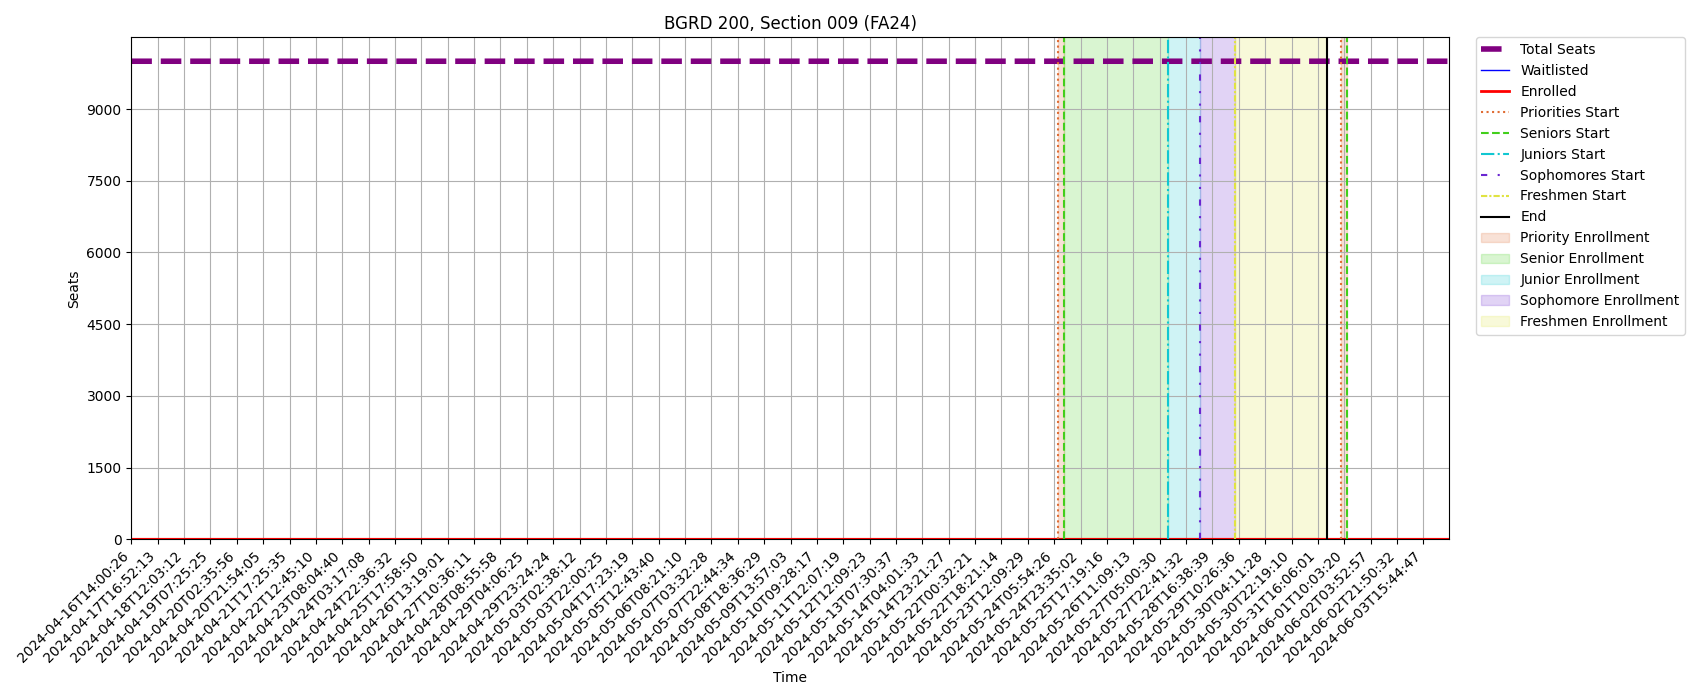 BGRD 200, Section 009 (FA24)
Seats
9000
7500
6000
4500
3000
1500
0
2024-04-16T14:00:26
2024-04-17T16:52:13
2024-04-18T12:03:12
2024-04-19T07:25:25
2024-04-20T02:35:56
2024-04-20T21:54:05
2024-04-21T17:25:35
2024-04-22T12:45:10
2024-04-23T08:04:40
2024-04-24T03:17:08
2024-04-24T22:36:32
2024-04-25T17:58:50
2024-04-26T13:19:01
2024-04-27T10:36:11
2024-04-28T08:55:58
2024-04-29T04:06:25
2024-04-29T23:24:24
2024-05-03T02:38:12
2024-05-03T22:00:25
2024-05-04T17:23:19
2024-05-05T12:43:40
2024-05-06T08:21:10
2024-05-07T03:32:28
2024-05-07T22:44:34
2024-05-08T18:36:29
2024-05-09T13:57:03
2024-05-10T09:28:17
2024-05-11T12:07:19
2024-05-12T12:09:23
2024-05-13T07:30:37
2024-05-14T04:01:33
2024-05-14T23:21:27
2024-05-22T00:32:21
2024-05-22T18:21:14
2024-05-23T12:09:29
2024-05-24T05:54:26
2024-05-24T23:35:02
2024-05-25T17:19:16
2024-05-26T11:09:13
2024-05-27T05:00:30
2024-05-27T22:41:32
2024-05-28T16:38:39
2024-05-29T10:26:36
2024-05-30T04:11:28
2024-05-30T22:19:10
2024-05-31T16:06:01
2024-06-01T10:03:20
2024-06-02T03:52:57
2024-06-02T21:50:32
2024-06-03T15:44:47
Time
Total Seats
Waitlisted
Enrolled
Priorities Start
Seniors Start
Juniors Start
Sophomores Start
Freshmen Start
End
Priority Enrollment
Senior Enrollment
Junior Enrollment
Sophomore Enrollment
Freshmen Enrollment